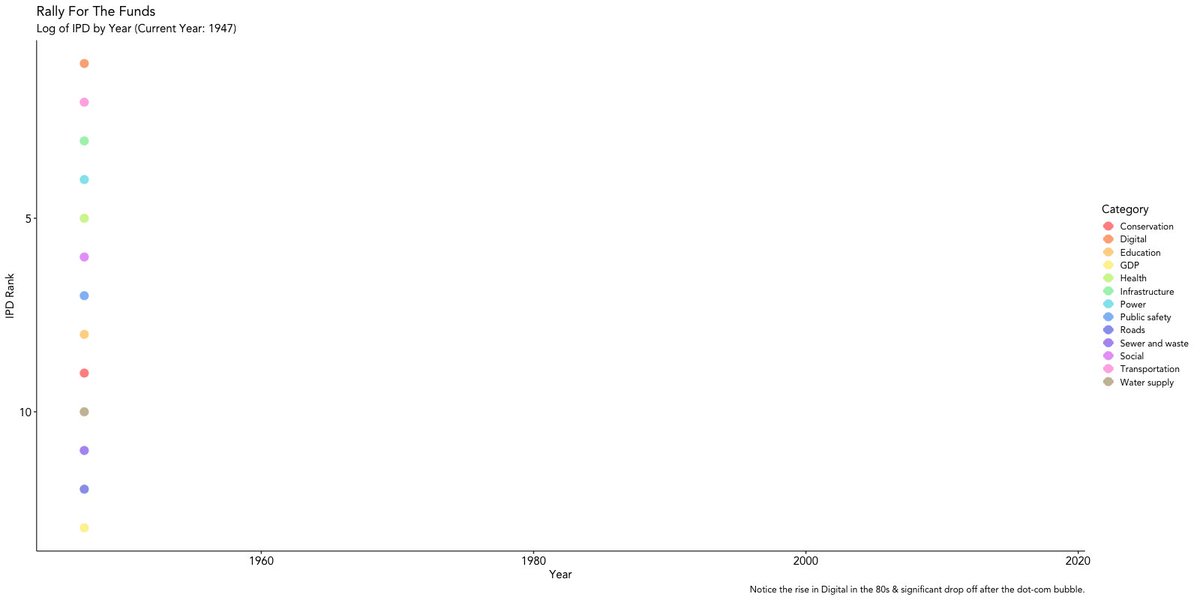 Rally For The Funds
Log of IPD by Year (Current Year: 1947)
5
10
IPD Rank
1960
1980
2000
2020
Year
Category
Conservation
Digital
Education
GDP
Health
Infrastructure
Power
Public safety
Roads
Sewer and waste
Social
Transportation
Water supply
Notice the rise in Digital in the 80s & significant drop off after the dot-com bubble.